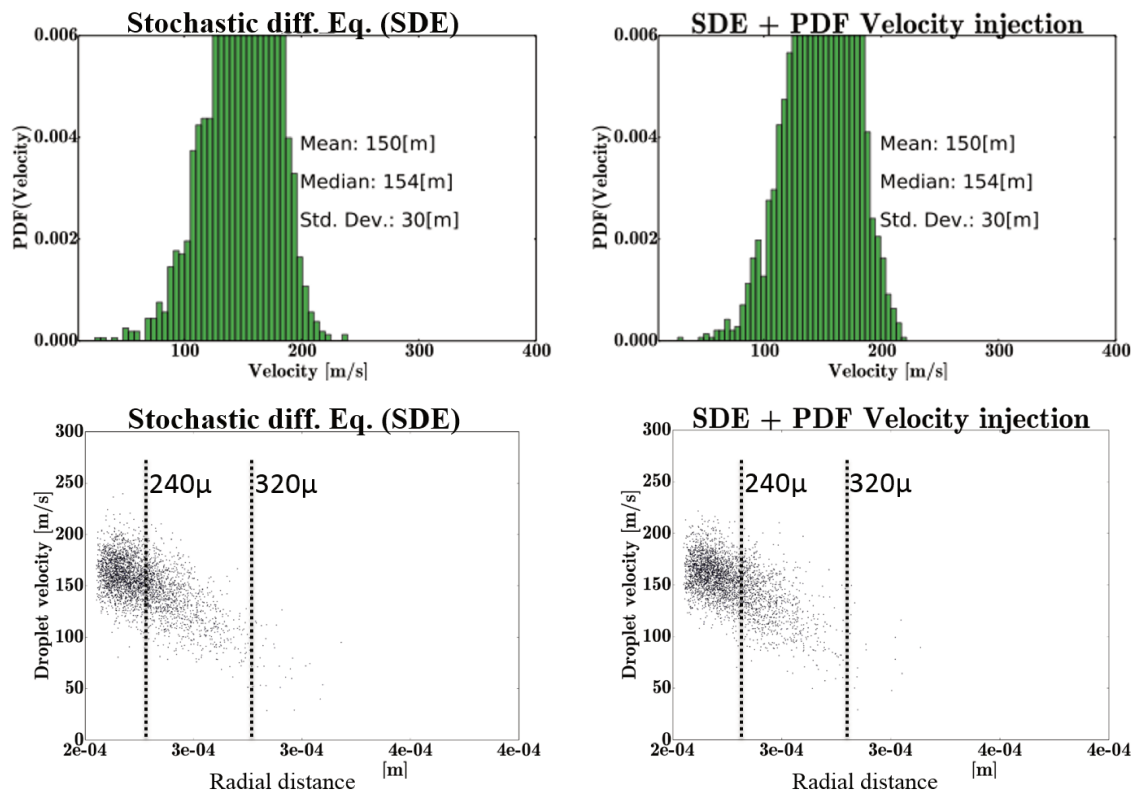 Stochastic diff. Eq. (SDE)
0.006
0.004
0.002
0.000
PDF(Velocity)
Mean: 150[m]
Median: 154[m]
Std. Dev.: 30[m]
100
200
300
400
Velocity [m/s]
SDE + PDF Velocity injection
0.006
0.004
0.002
0.000
PDF(Velocity)
Mean: 150[m]
Median: 154[m]
Std. Dev.: 30[m]
100
200
300
400
Velocity [m/s]
Stochastic diff. Eq. (SDE)
300
250
200
150
100
50
0
Droplet velocity [m/s]
240μ
320μ
2e-04
3e-04
3e-04
4e-04
4e-04
[m]
Radial distance
SDE + PDF Velocity injection
300
250
200
150
100
50
0
Droplet velocity [m/s]
240μ
320μ
2e-04
3e-04
3e-04
4e-04
4e-04
[m]
Radial distance